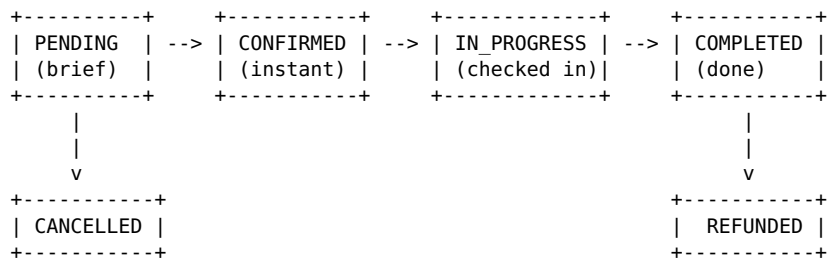 +----------+     +-----------+     +-------------+     +-----------+
| PENDING  | --> | CONFIRMED | --> | IN_PROGRESS | --> | COMPLETED |
| (brief)  |     | (instant) |     | (checked in)|     | (done)    |
+----------+     +-----------+     +-------------+     +-----------+
     |                                                       |
     |                                                       |
     v                                                       v
+-----------+                                          +-----------+
| CANCELLED |                                          |  REFUNDED |
+-----------+                                          +-----------+